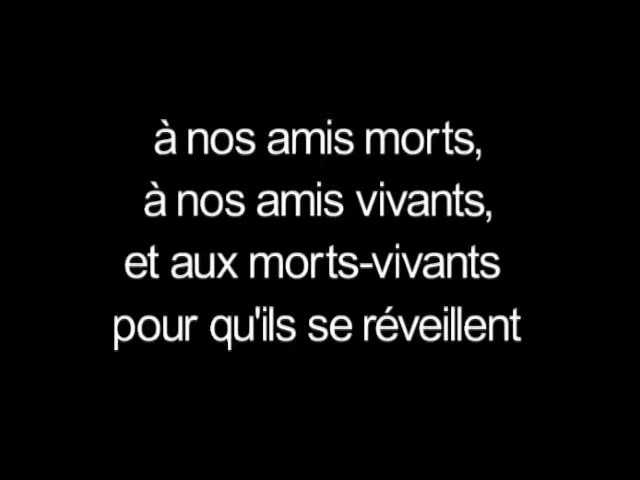 à nos amis morts,
à nos amis vivants,
et aux morts-vivants
pour qu'ils se réveillent